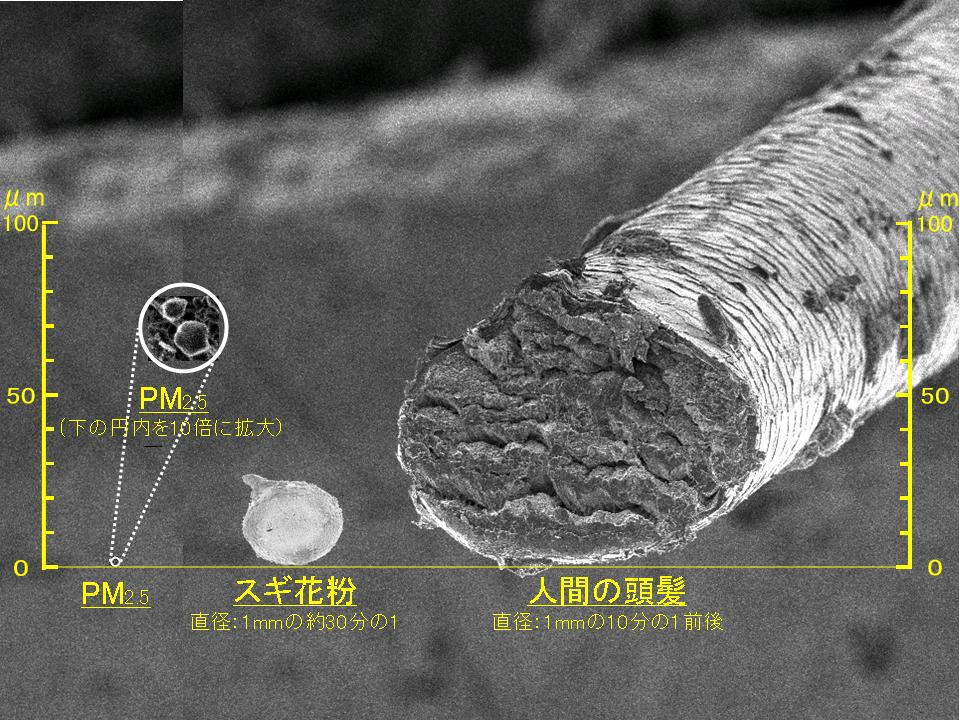 μm
100
50
0
PM2.5
(下の円内を10倍に拡大)
PM2.5
スギ花粉
直径:1mmの約30分の1
人間の頭髪
直径:1mmの10分の1前後
μm
100
50
0